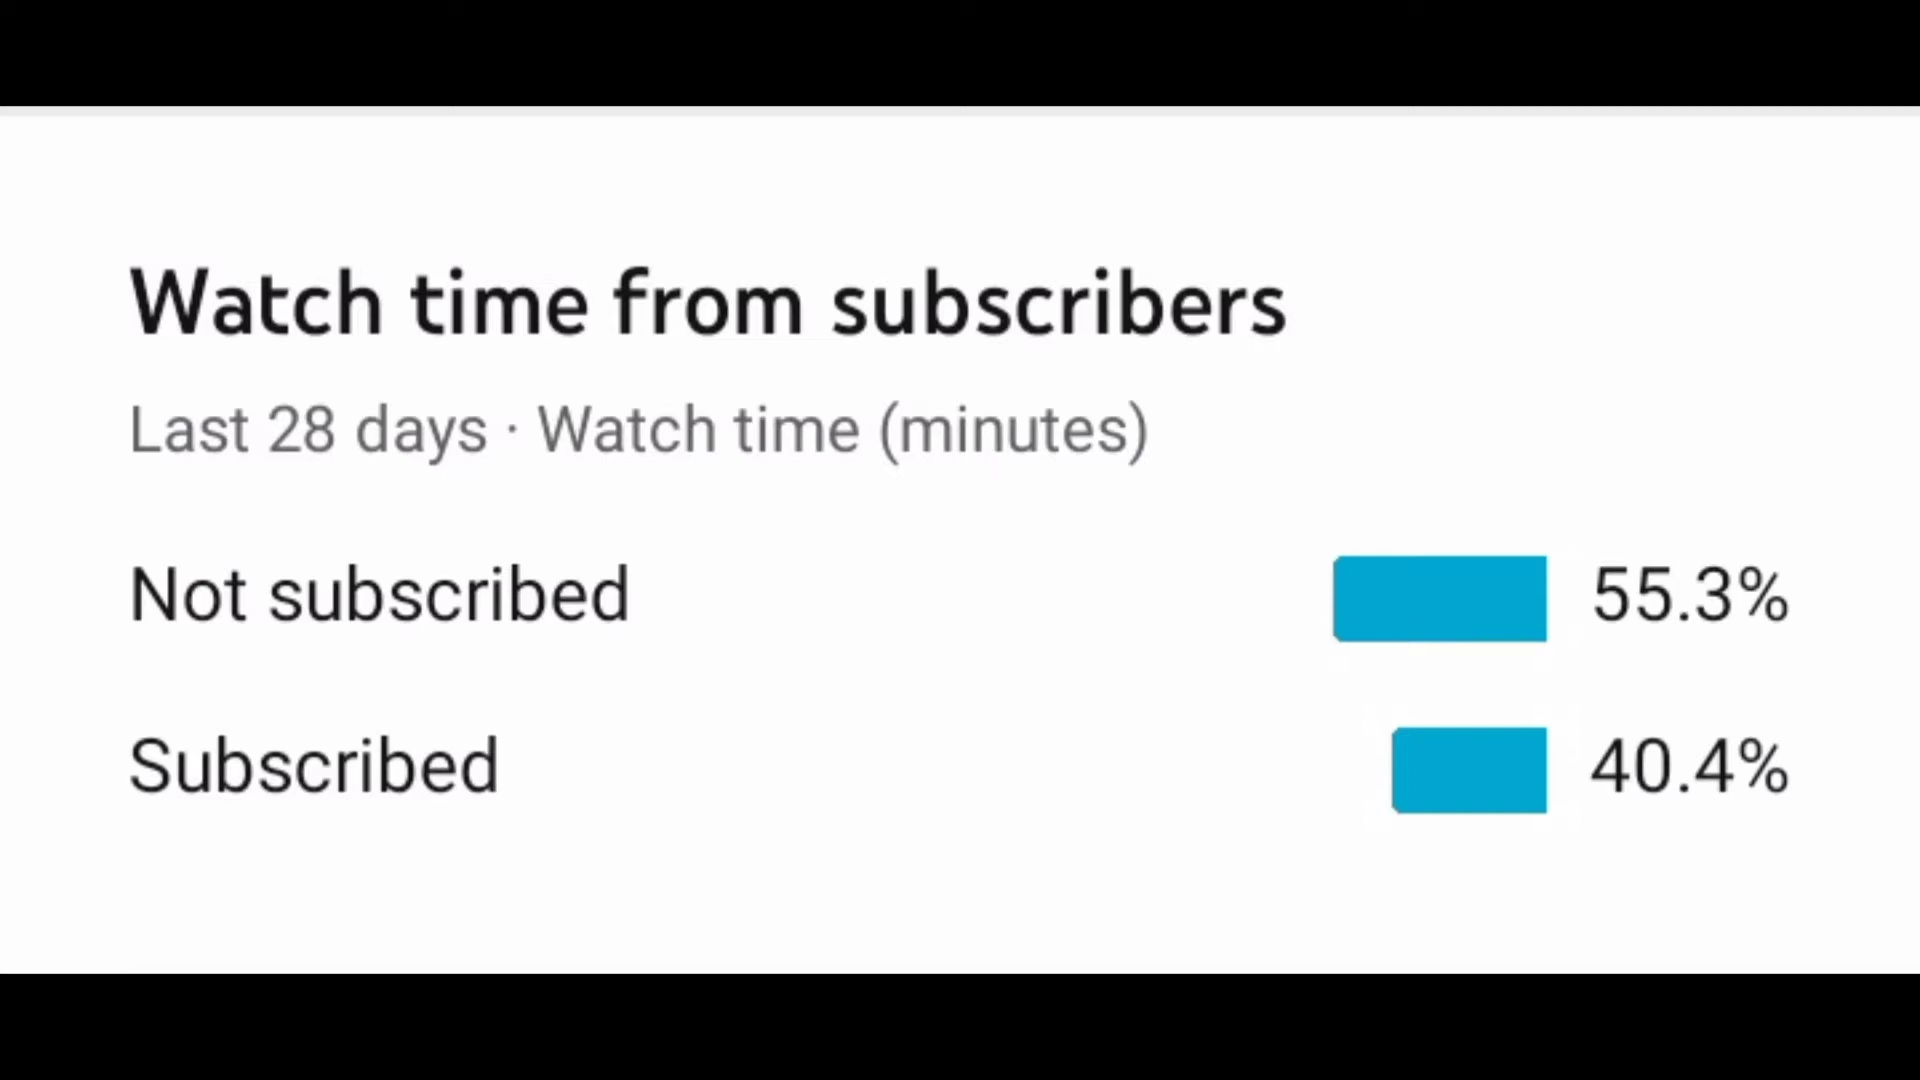 Watch time from subscribers
Last 28 days · Watch time (minutes)
Not subscribed 55.3%
Subscribed 40.4%